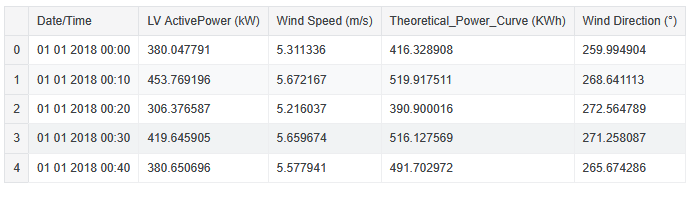 Date/Time LV ActivePower (kW) Wind Speed (m/s) Theoretical_Power_Curve (KWh) Wind Direction (°)
0 01 01 2018 00:00 380.047791 5.311336 416.328908 259.994904
1 01 01 2018 00:10 453.769196 5.672167 519.917511 268.641113
2 01 01 2018 00:20 306.376587 5.216037 390.900016 272.564789
3 01 01 2018 00:30 419.645905 5.659674 516.127569 271.258087
4 01 01 2018 00:40 380.650696 5.577941 491.702972 265.674286